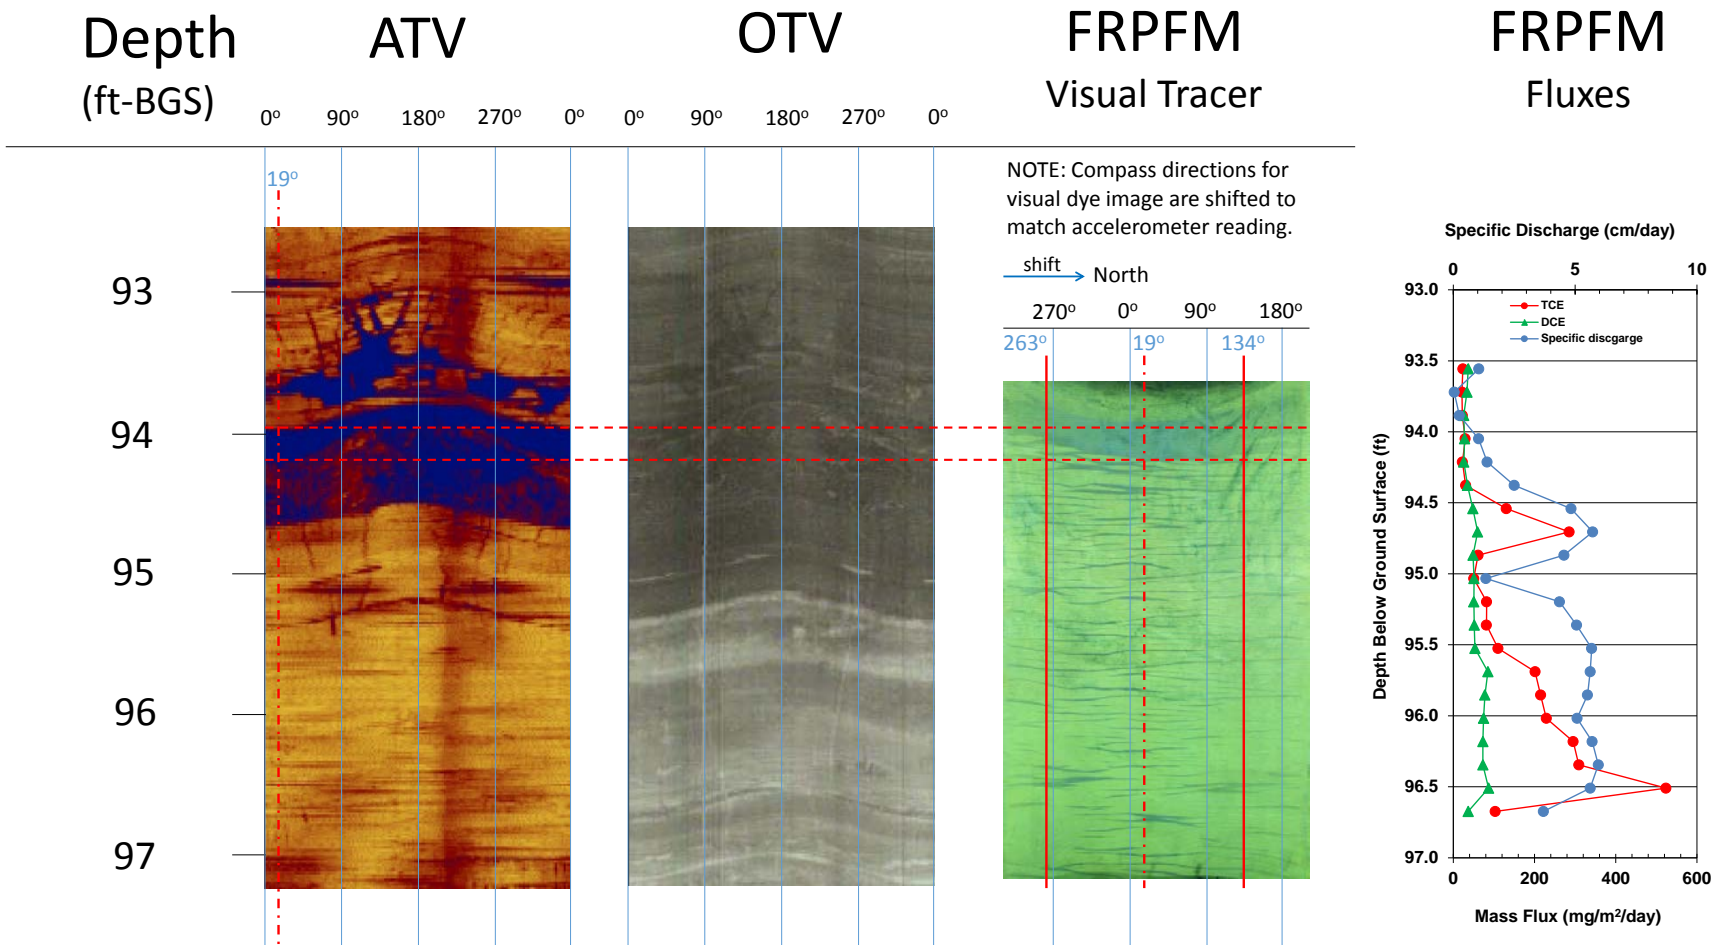 Depth
(ft-BGS)
ATV
OTV
FRPFM
Visual Tracer
FRPFM
Fluxes
0º 90º 180º 270º 0º
0º 90º 180º 270º 0º
19º
NOTE: Compass directions for
visual dye image are shifted to
match accelerometer reading.
shift
North
270º 0º 90º 180º
263º 19º 134º
93
94
95
96
97
Specific Discharge (cm/day)
0 5 10
TCE
DCE
Specific discgarge
Depth Below Ground Surface (ft)
93.0
93.5
94.0
94.5
95.0
95.5
96.0
96.5
97.0
0 200 400 600
Mass Flux (mg/m²/day)